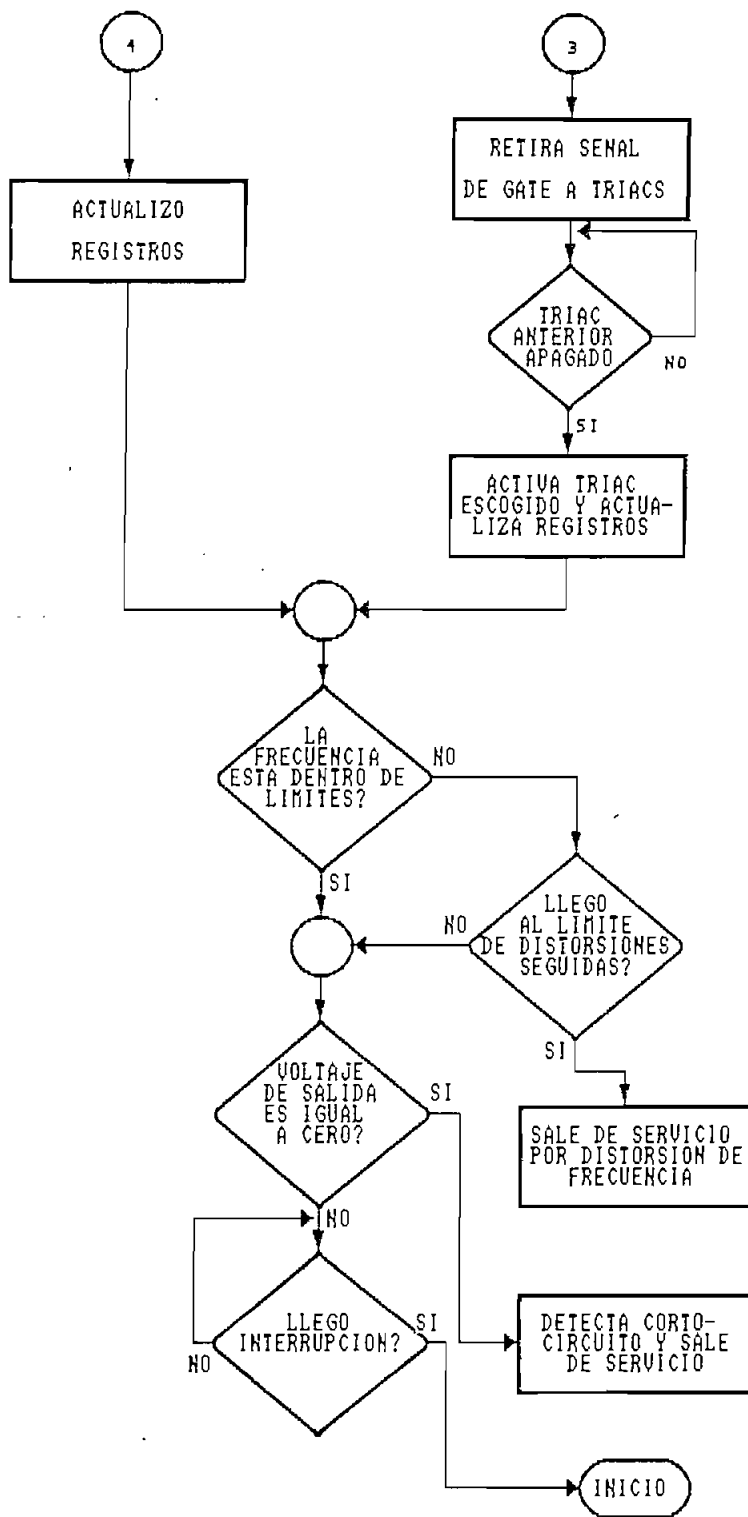 4
3
RETIRA SENAL
DE GATE A TRIACS
ACTUALIZO
REGISTROS
TRIAC
ANTERIOR
APAGADO
NO
SI
ACTIVA TRIAC
ESCOGIDO Y ACTUA-
LIZA REGISTROS
LA
FRECUENCIA
ESTA DENTRO DE
LIMITES?
NO
SI
LLEGO
AL LIMITE
DE DISTORSIONES
SEGUIDAS?
NO
SI
VOLTAJE
DE SALIDA
ES IGUAL
A CERO?
SI
NO
SALE DE SERVICIO
POR DISTORSION DE
FRECUENCIA
LLEGO
INTERRUPCION?
SI
NO
DETECTA CORTO-
CIRCUITO Y SALE
DE SERVICIO
INICIO